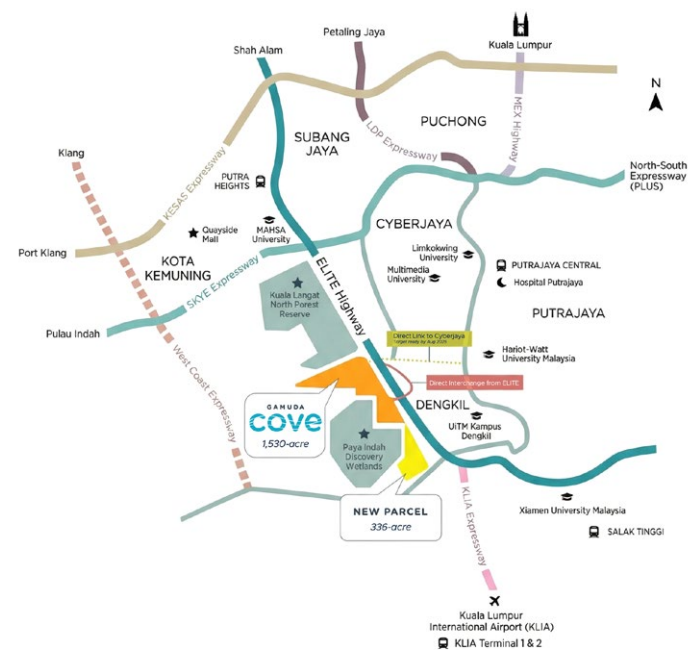 Petaling Jaya
Kuala Lumpur
Shah Alam
N
PUCHONG
SUBANG
JAYA
LDP Expressway
MEX Highway
Klang
KESAS Expressway
North-South
Expressway
(PLUS)
PUTRA
HEIGHTS
Quayside
Mall
MAHSA
University
CYBERJAYA
Limkokwing
University
Multimedia
University
PUTRAJAYA CENTRAL
Hospital Putrajaya
Port Klang
KOTA
KEMUNING
SKYE Expressway
ELITE Highway
Kuala Langat
North Forest
Reserve
PUTRAJAYA
Pulau Indah
Direct Link to Cyberjaya
Hariot-Watt
University Malaysia
West Coast Expressway
Direct Interchange from ELITE
GAMUDA
COVE
1,530-acre
DENGKIL
UiTM Kampus
Dengkil
Paya Indah
Discovery
Wetlands
NEW PARCEL
336-acre
KLIA Expressway
Xiamen University Malaysia
SALAK TINGGI
Kuala Lumpur
International Airport (KLIA)
KLIA Terminal 1 & 2